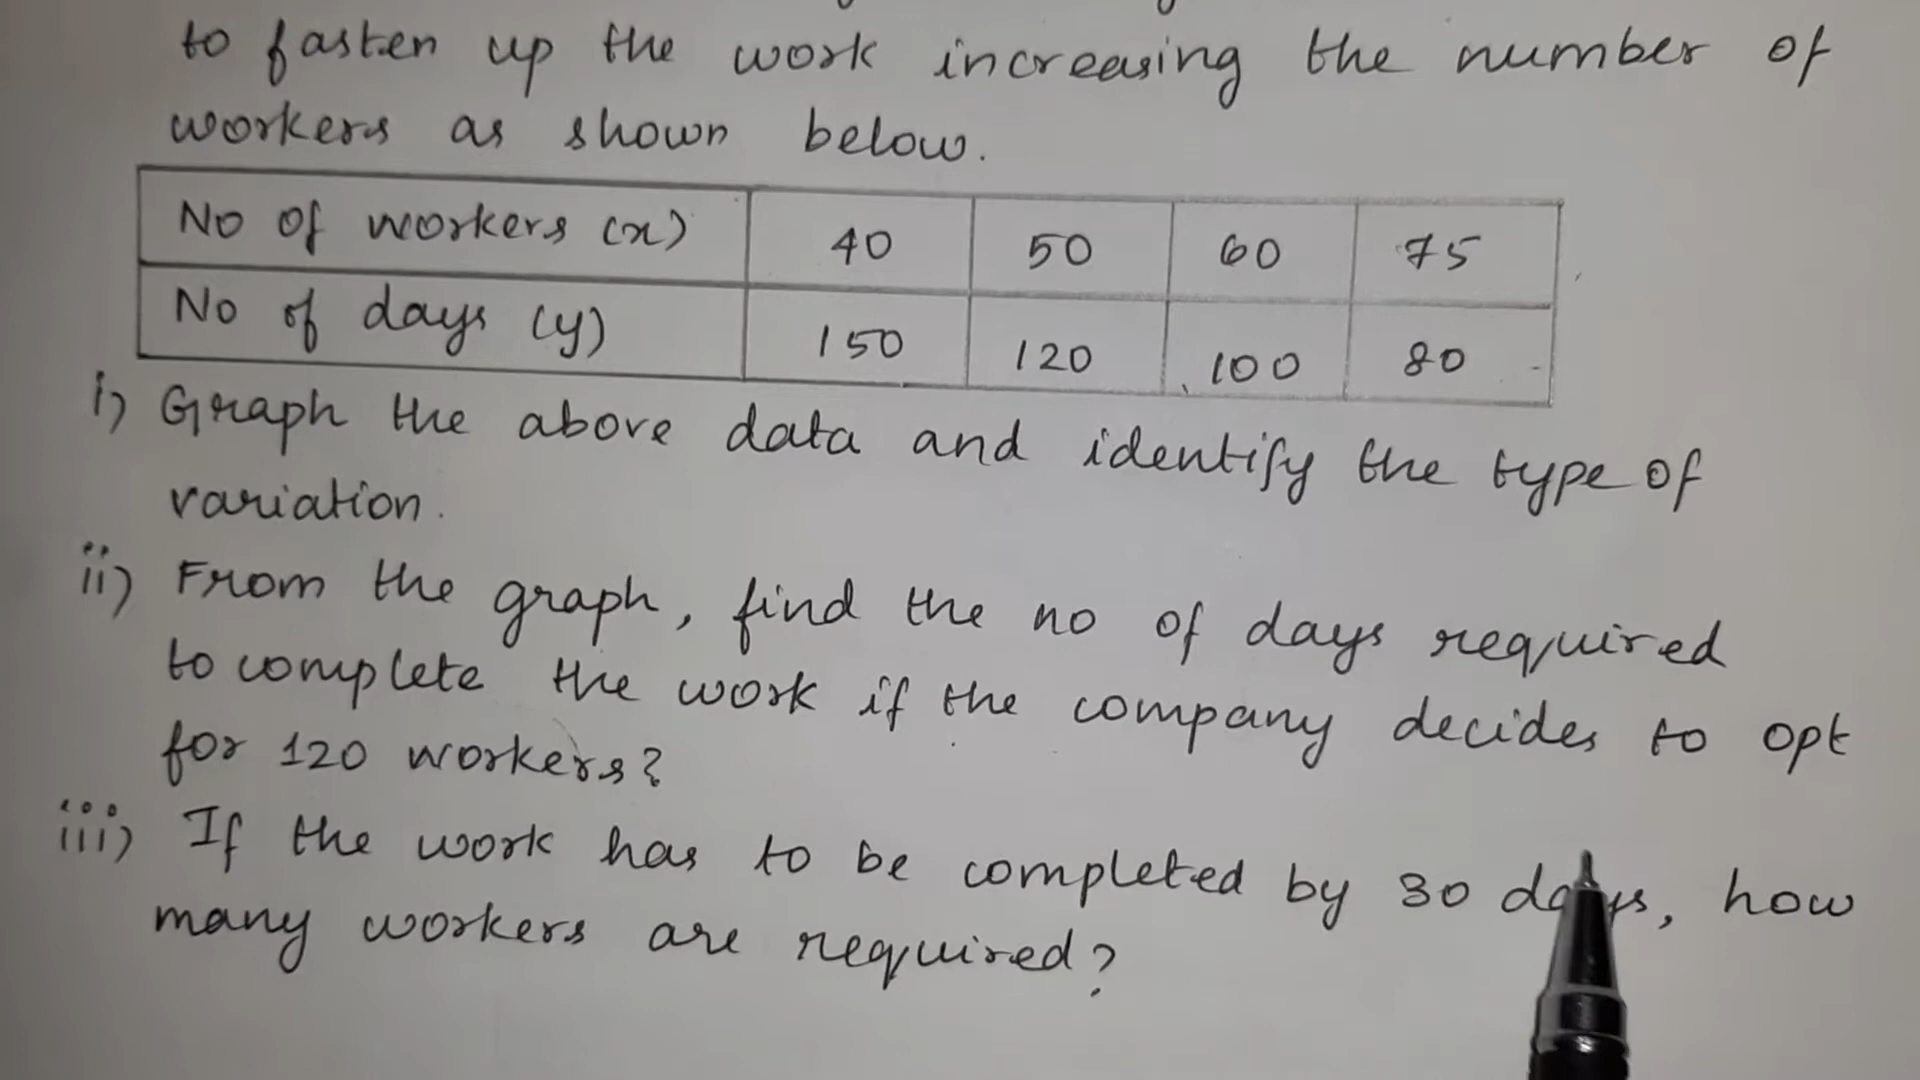 to fasten up the work increasing the number of
workers as shown below.
No of workers (x) 40 50 60 75
No of days (y) 150 120 100 80
i) Graph the above data and identify the type of
variation.
ii) From the graph, find the no of days required
to complete the work if the company decides to opt
for 120 workers?
iii) If the work has to be completed by 30 days, how
many workers are required?